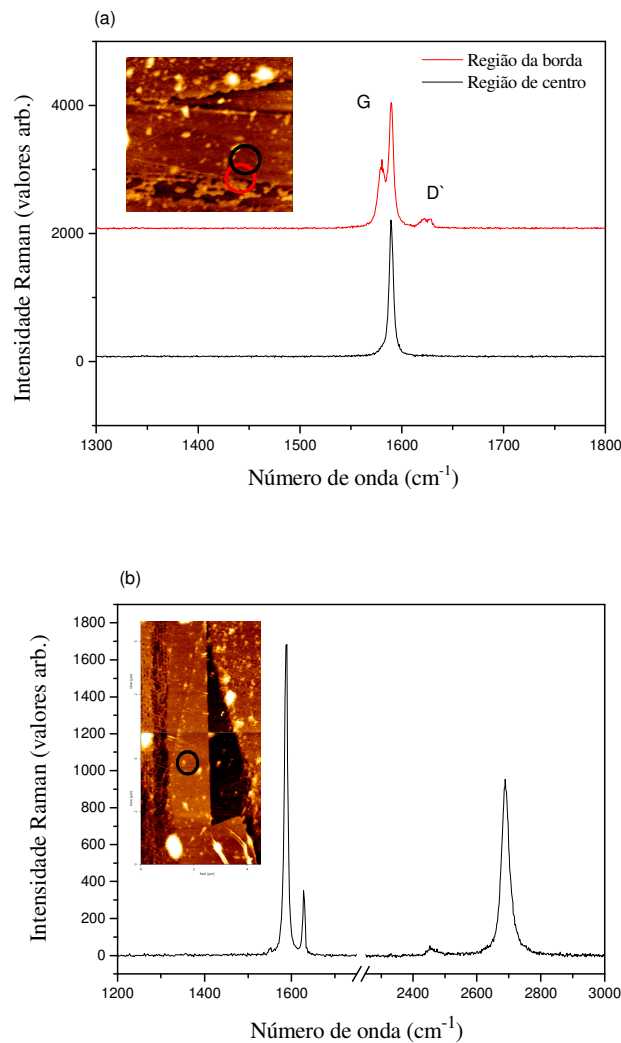 (a)
Região da borda
Região de centro
G
D`
4000
2000
0
Intensidade Raman (valores arb.)
1300 1400 1500 1600 1700 1800
Número de onda (cm⁻¹)
(b)
1800
1600
1400
1200
1000
800
600
400
200
0
Intensidade Raman (valores arb.)
1200 1400 1600 2400 2600 2800 3000
Número de onda (cm⁻¹)